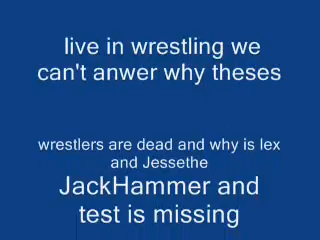 live in wrestling we
can't anwer why theses
wrestlers are dead and why is lex
and Jessethe
JackHammer and
test is missing